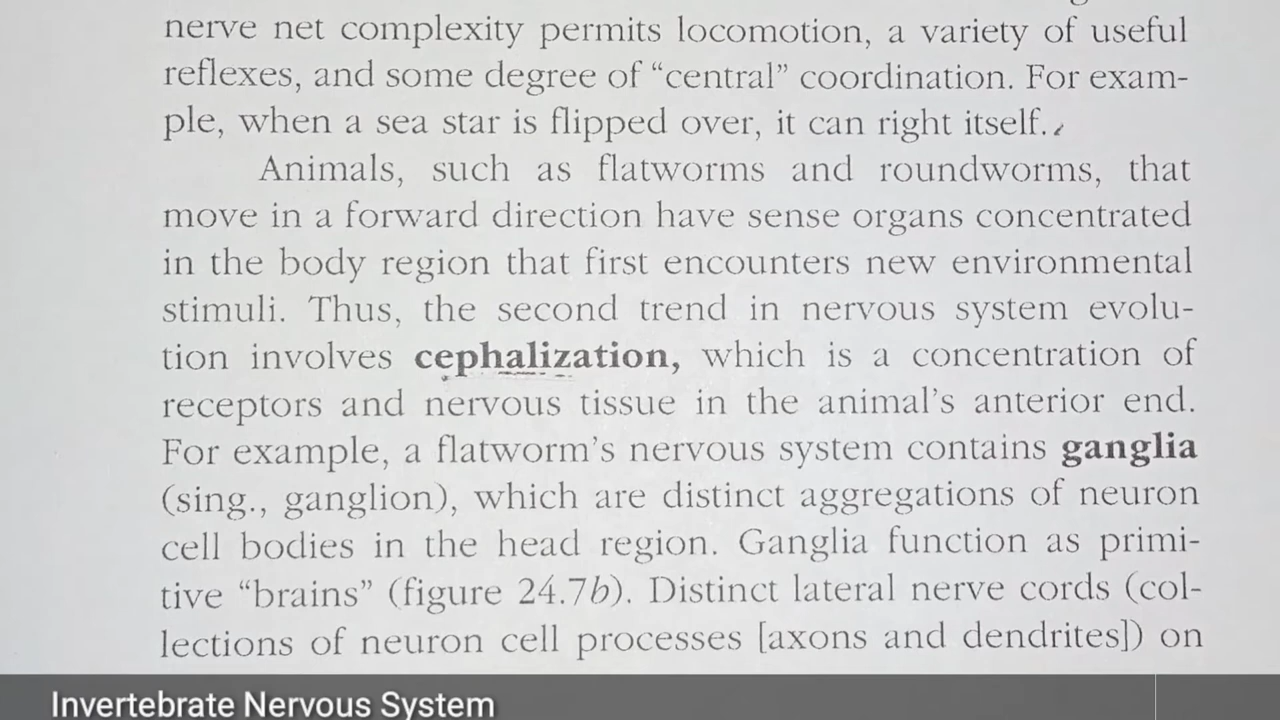 nerve net complexity permits locomotion, a variety of useful
reflexes, and some degree of “central” coordination. For exam-
ple, when a sea star is flipped over, it can right itself.
Animals, such as flatworms and roundworms, that
move in a forward direction have sense organs concentrated
in the body region that first encounters new environmental
stimuli. Thus, the second trend in nervous system evolu-
tion involves cephalization, which is a concentration of
receptors and nervous tissue in the animal’s anterior end.
For example, a flatworm’s nervous system contains ganglia
(sing., ganglion), which are distinct aggregations of neuron
cell bodies in the head region. Ganglia function as primi-
tive “brains” (figure 24.7b). Distinct lateral nerve cords (col-
lections of neuron cell processes [axons and dendrites]) on
Invertebrate Nervous System